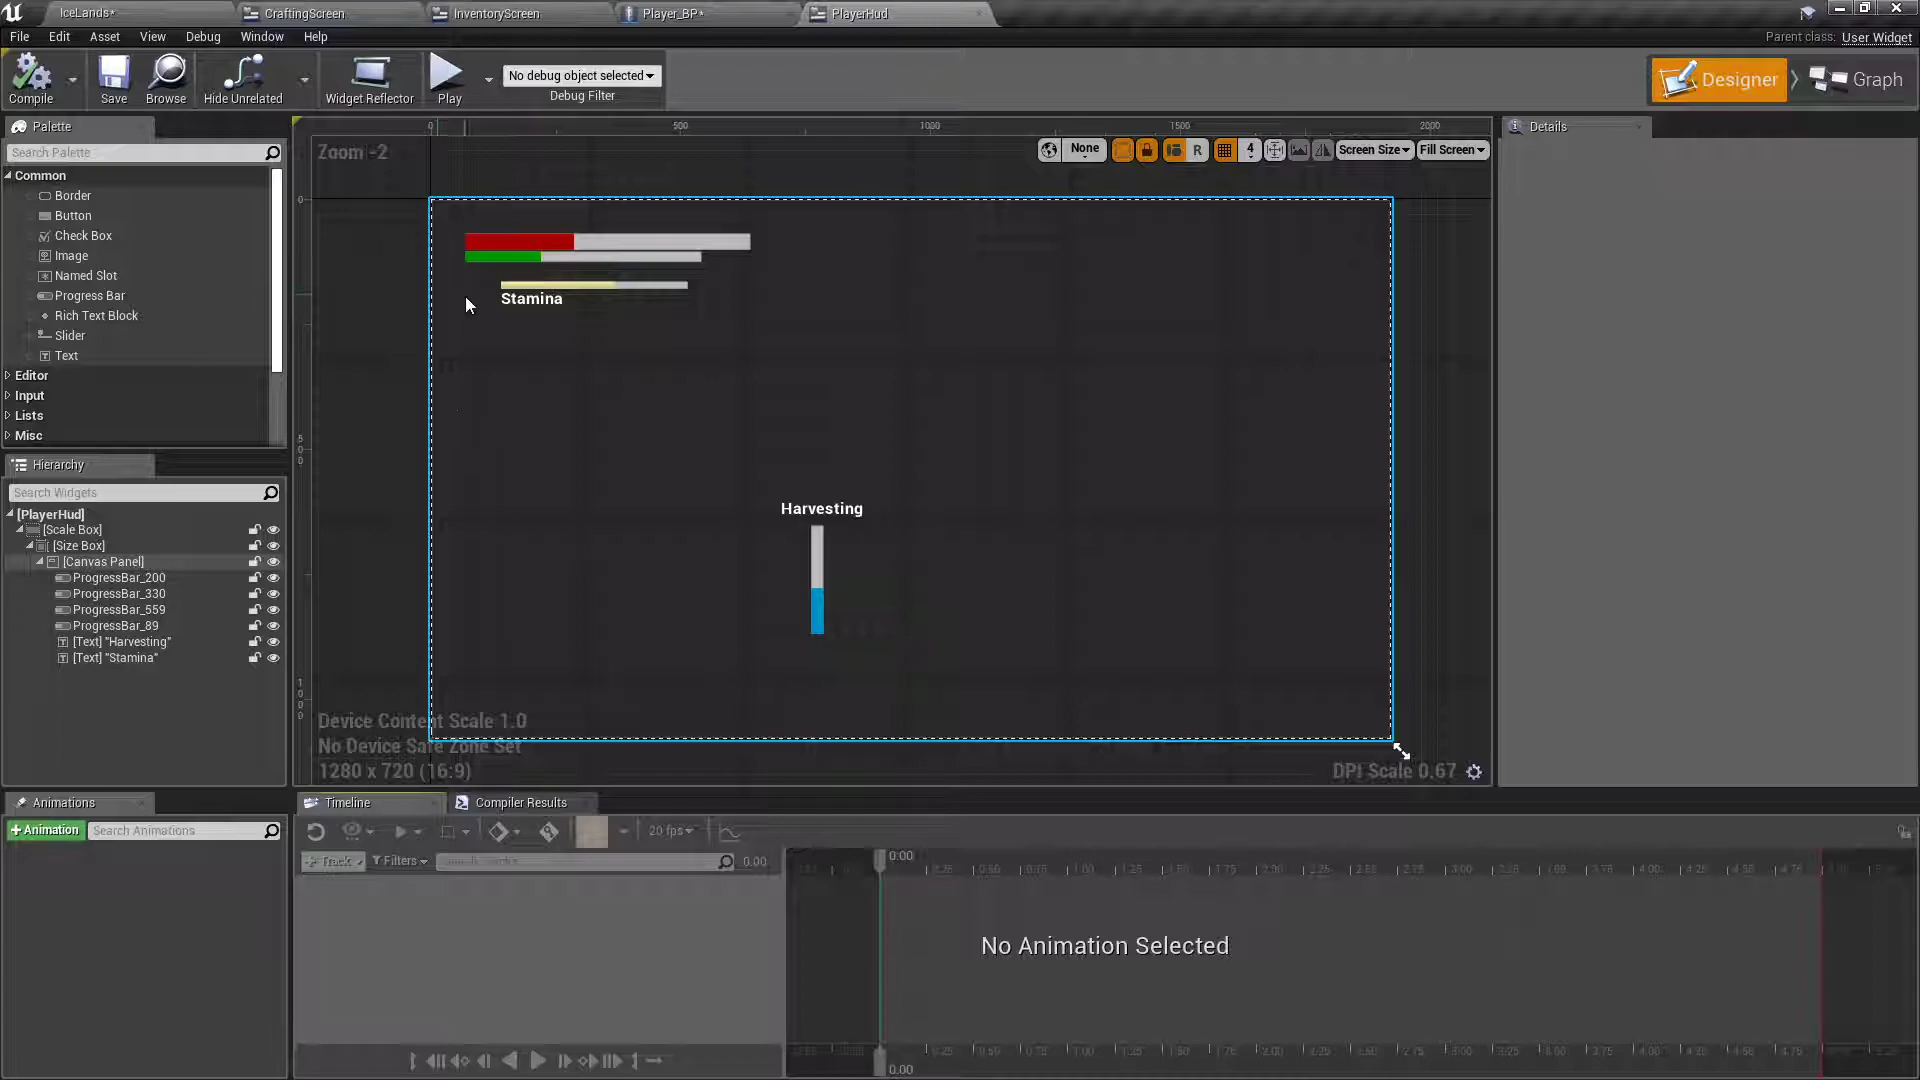 IceLands*
CraftingScreen
InventoryScreen
Player_BP*
PlayerHud
File
Edit
Asset
View
Debug
Window
Help
Parent class:
User Widget
Compile
Save
Browse
Hide Unrelated
Widget Reflector
Play
No debug object selected
Debug Filter
Designer
Graph
Palette
Search Palette
Common
Border
Button
Check Box
Image
Named Slot
Progress Bar
Rich Text Block
Slider
Text
Editor
Input
Lists
Misc
0
500
1000
1500
2000
Zoom -2
None
R
4
Screen Size
Fill Screen
Details
Stamina
Harvesting
Hierarchy
Search Widgets
[PlayerHud]
[Scale Box]
[Size Box]
[Canvas Panel]
ProgressBar_200
ProgressBar_330
ProgressBar_559
ProgressBar_89
[Text] "Harvesting"
[Text] "Stamina"
Device Content Scale 1.0
No Device Safe Zone Set
1280 x 720 (16:9)
DPI Scale 0.67
Animations
+Animation
Search Animations
Timeline
Compiler Results
20 fps
Track
Filters
0.00
0:00
No Animation Selected
0.00